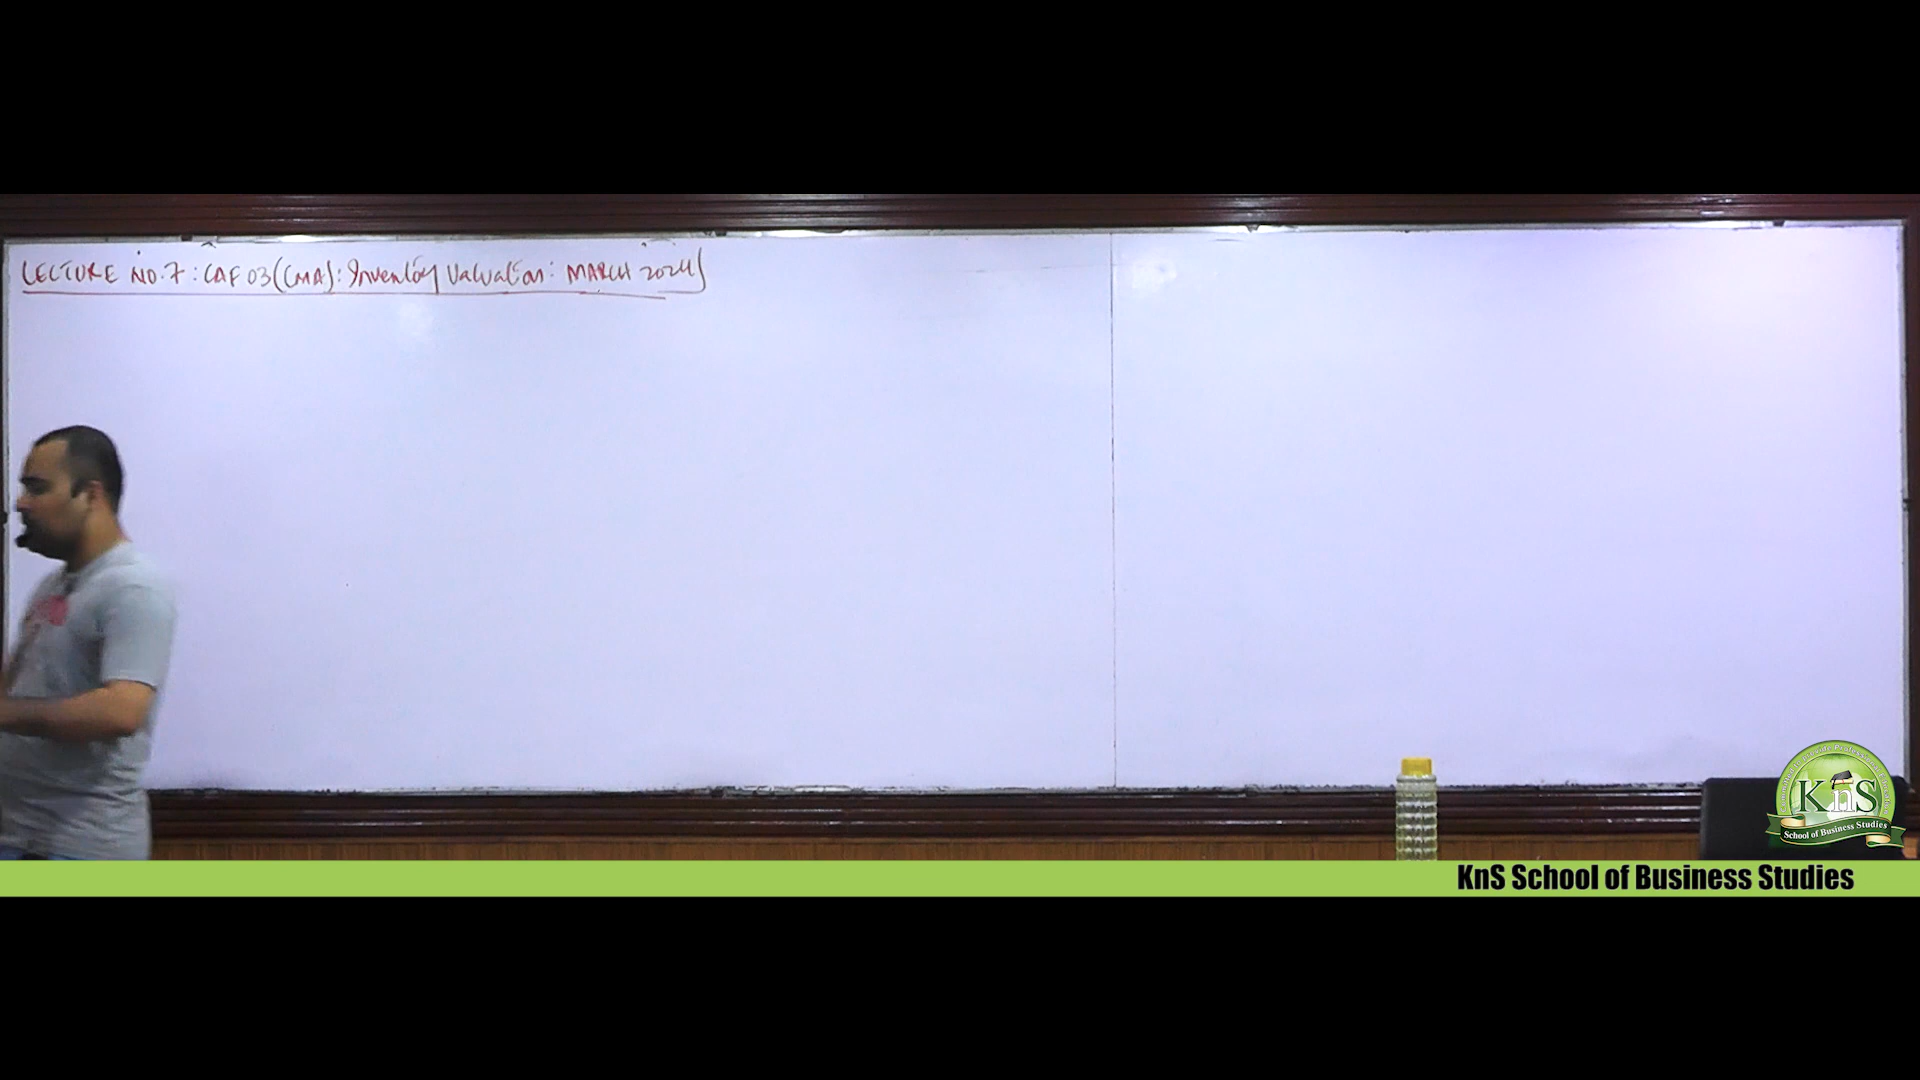 LECTURE NO.7: CAF 03 (CMA): Inventory Valuation: MARCH 2024)
KnS
School of Business Studies
KnS School of Business Studies